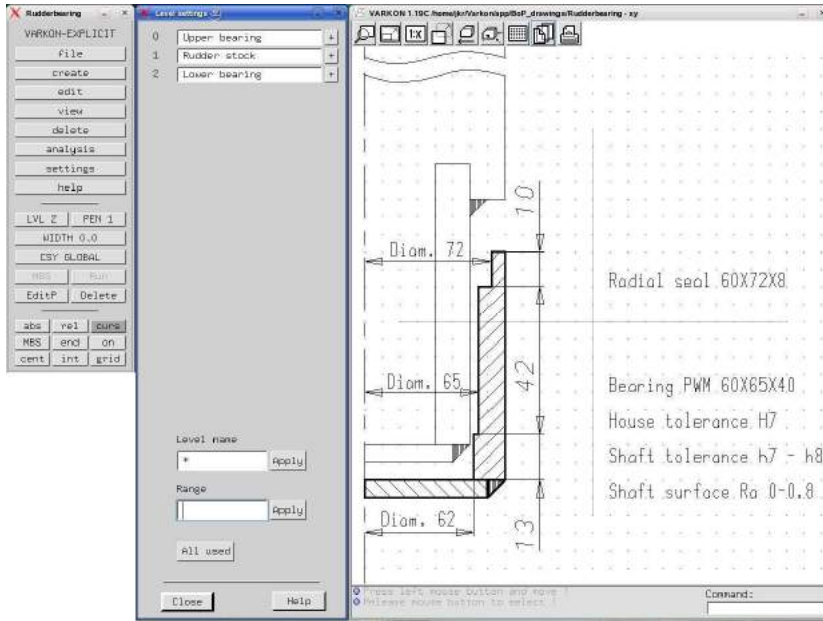 Rudderbearing
VARKON-EXPLICIT
file
create
edit
view
delete
analysis
settings
help
LVL 2 PEN 1
WIDTH 0.0
CSY GLOBAL
MBS Run
EditP Delete
abs rel curs
MBS end on
cent int grid
Level settings
0 Upper bearing +
1 Rudder stock +
2 Lower bearing +
Level name
* Apply
Range
Apply
All used
Close Help
VARKON 1.19C /home/jkr/Varkon/app/BoP_drawings/Rudderbearing - xy
1:X
10
Diam. 72
Radial seal 60X72X8
42
Diam. 65
Bearing PWM 60X65X40
House tolerance H7
Shaft tolerance h7 - h8
Shaft surface Ra 0-0.8
Diam. 62
13
Press left mouse button and move !
Release mouse button to select !
Command: